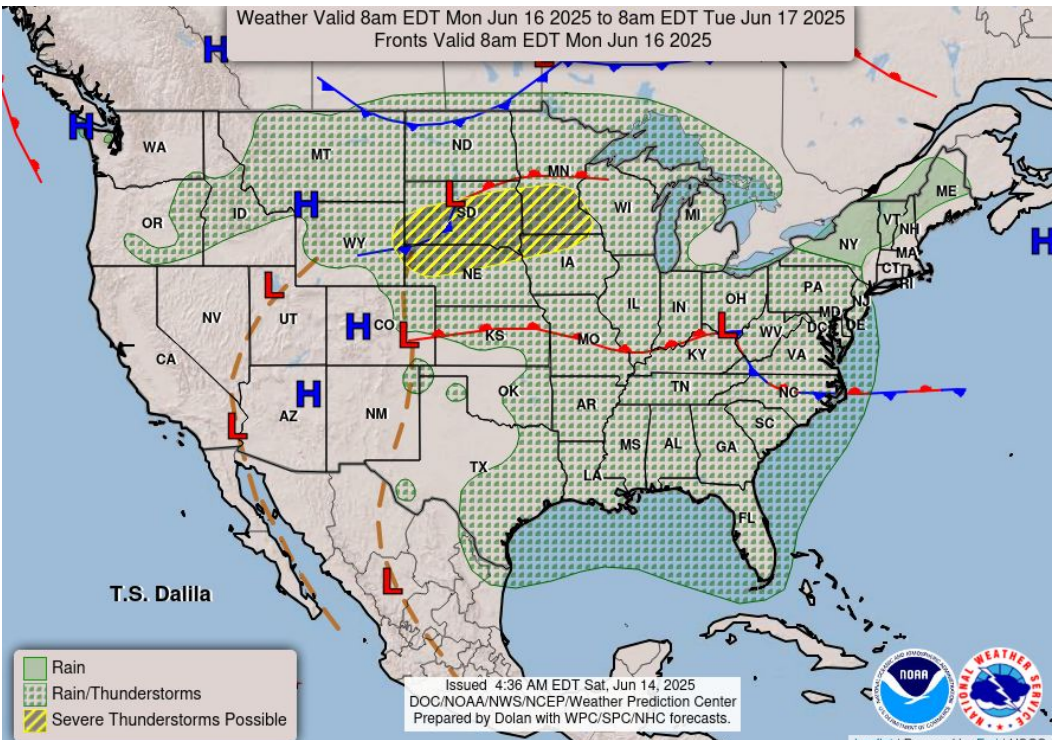 Weather Valid 8am EDT Mon Jun 16 2025 to 8am EDT Tue Jun 17 2025
Fronts Valid 8am EDT Mon Jun 16 2025
H
H
H
H
H
H
L
L
L
L
L
L
WA
MT
ND
MN
OR
ID
WY
SD
WI
MI
ME
VT
NH
NY
MA
CT
RI
NV
UT
CO
NE
IA
IL
IN
OH
PA
NJ
MD
DE
DC
WV
VA
CA
AZ
NM
KS
MO
KY
OK
AR
TN
NC
SC
TX
LA
MS
AL
GA
FL
T.S. Dalila
Rain
Rain/Thunderstorms
Severe Thunderstorms Possible
Issued 4:36 AM EDT Sat, Jun 14, 2025
DOC/NOAA/NWS/NCEP/Weather Prediction Center
Prepared by Dolan with WPC/SPC/NHC forecasts.
NOAA
NATIONAL WEATHER SERVICE